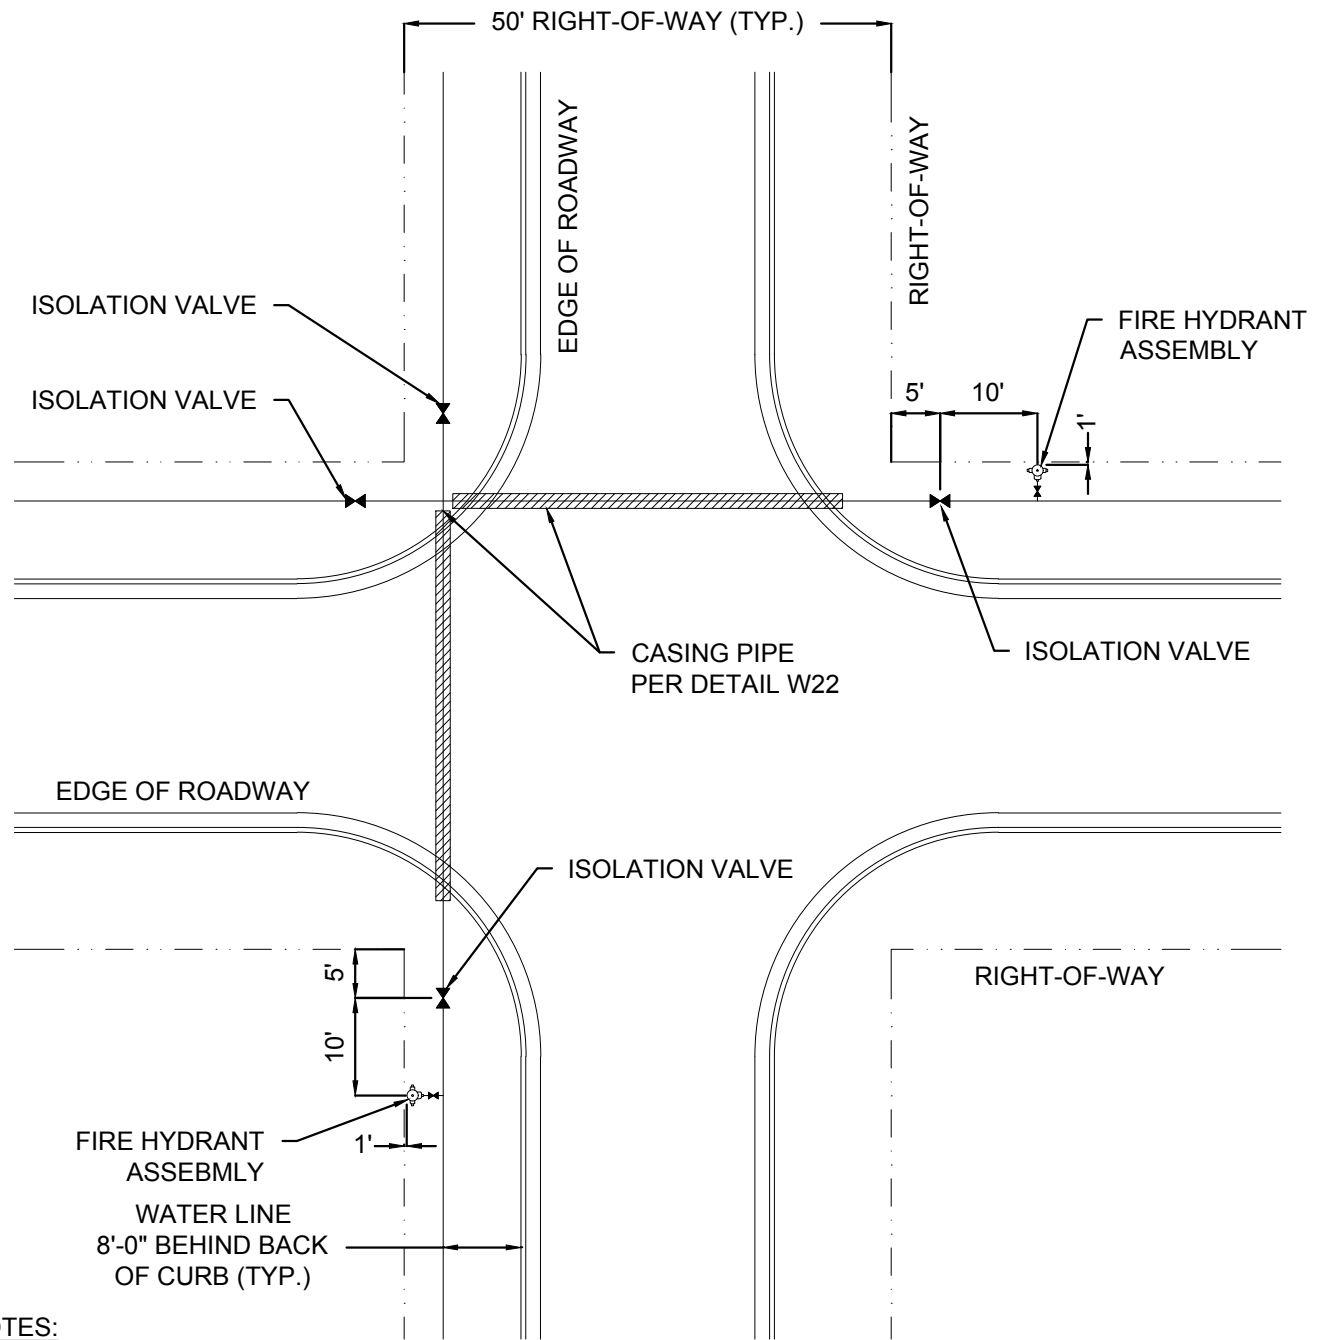 50' RIGHT-OF-WAY (TYP.)
EDGE OF ROADWAY
RIGHT-OF-WAY
ISOLATION VALVE
FIRE HYDRANT
ASSEMBLY
ISOLATION VALVE
5'
10'
1'
CASING PIPE
PER DETAIL W22
ISOLATION VALVE
EDGE OF ROADWAY
ISOLATION VALVE
5'
RIGHT-OF-WAY
10'
FIRE HYDRANT
ASSEBMLY
1'
WATER LINE
8'-0" BEHIND BACK
OF CURB (TYP.)
OTES: